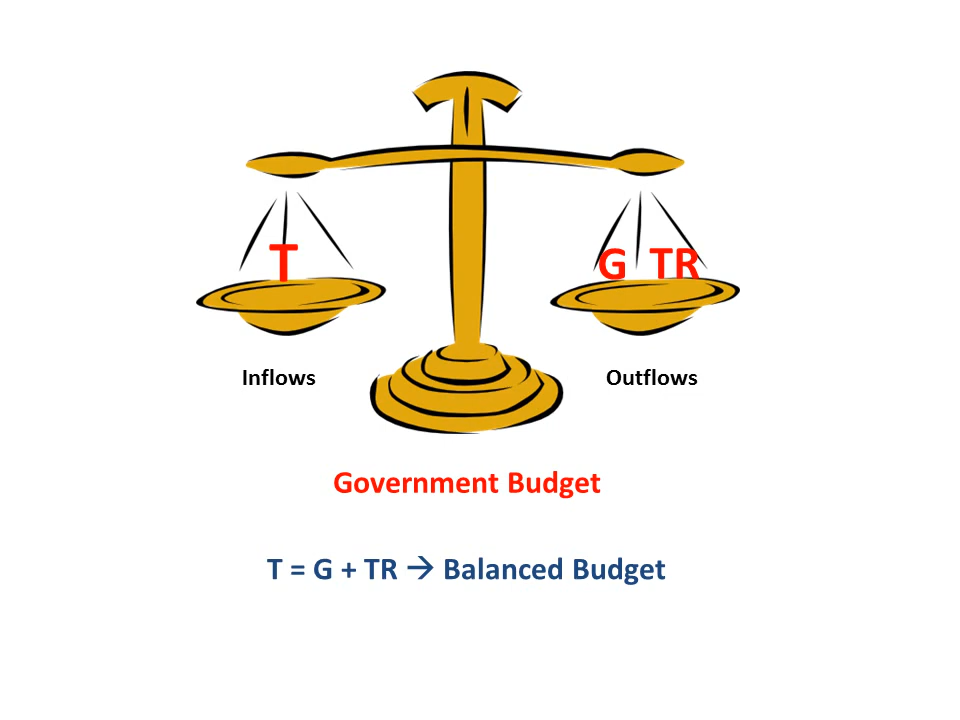 T
G TR
Inflows
Outflows
Government Budget
T = G + TR → Balanced Budget